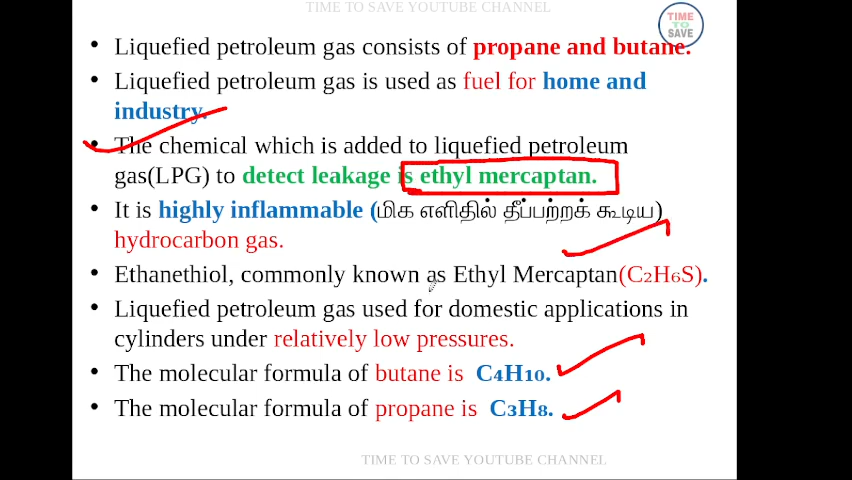 TIME TO SAVE YOUTUBE CHANNEL
TIME
TO
SAVE
• Liquefied petroleum gas consists of propane and butane.
• Liquefied petroleum gas is used as fuel for home and
industry.
• The chemical which is added to liquefied petroleum
gas(LPG) to detect leakage is ethyl mercaptan.
• It is highly inflammable (மிக எளிதில் தீப்பற்றக் கூடிய)
hydrocarbon gas.
• Ethanethiol, commonly known as Ethyl Mercaptan(C₂H₆S).
• Liquefied petroleum gas used for domestic applications in
cylinders under relatively low pressures.
• The molecular formula of butane is C₄H₁₀.
• The molecular formula of propane is C₃H₈.
TIME TO SAVE YOUTUBE CHANNEL